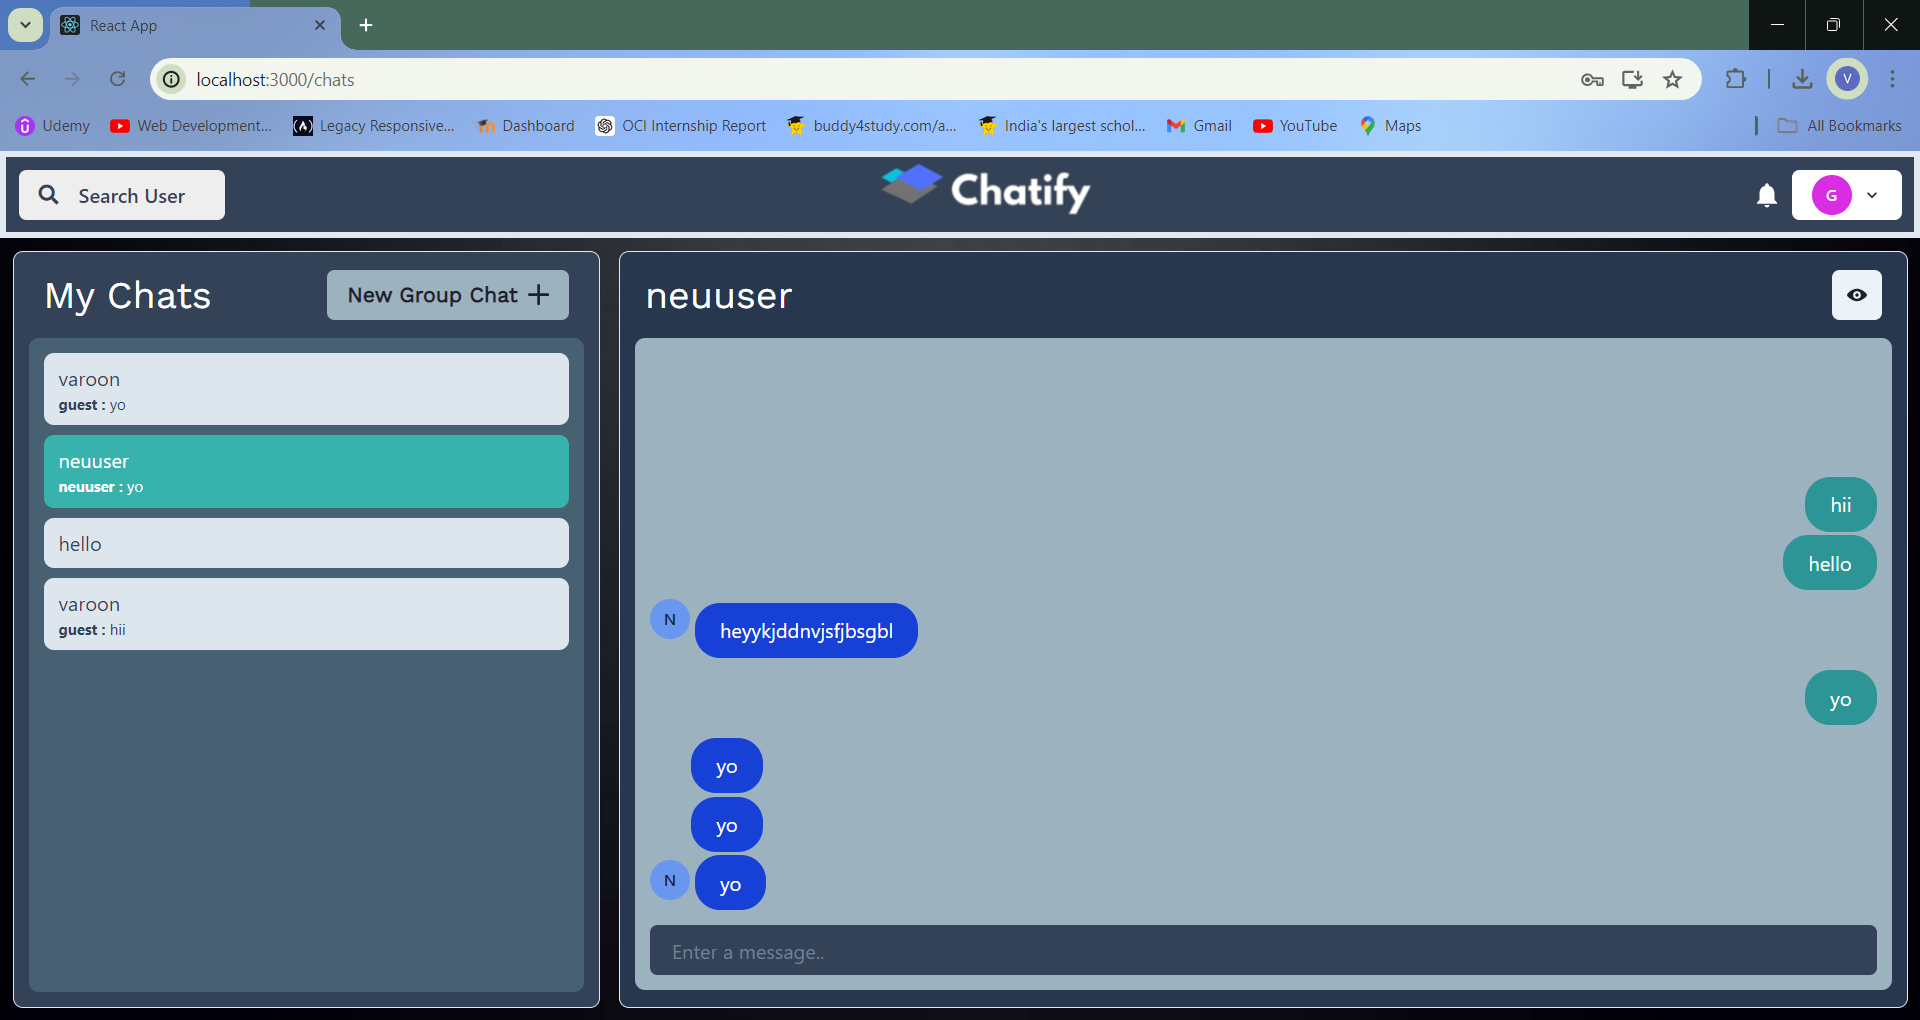 React App
localhost:3000/chats
V
Udemy
Web Development...
Legacy Responsive...
Dashboard
OCI Internship Report
buddy4study.com/a...
India's largest schol...
Gmail
YouTube
Maps
All Bookmarks
Search User
Chatify
G
My Chats
New Group Chat
varoon
guest : yo
neuuser
neuuser : yo
hello
varoon
guest : hii
neuuser
hii
hello
N
heyykjddnvjsfjbsgbl
yo
yo
yo
N
yo
Enter a message..